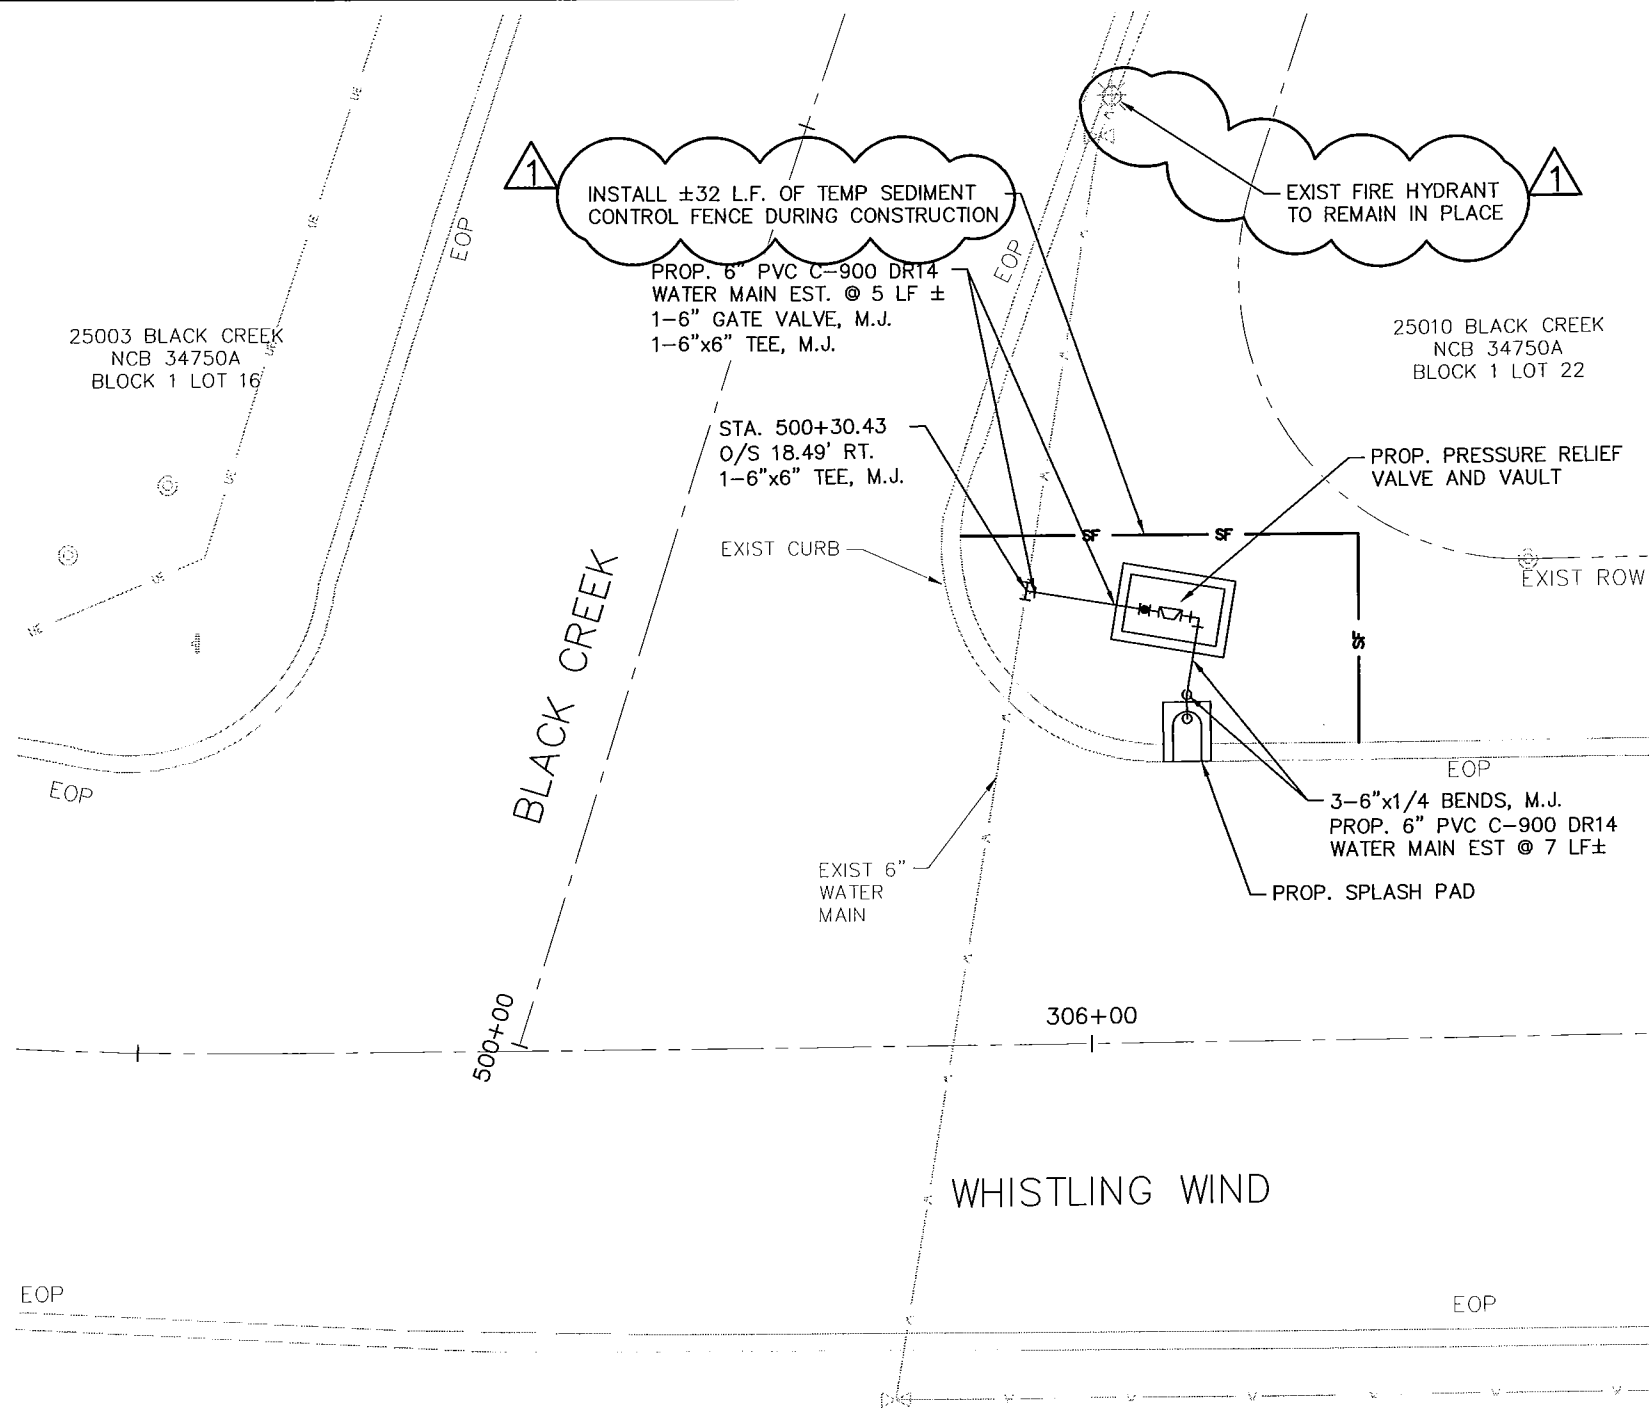 1
INSTALL ±32 L.F. OF TEMP SEDIMENT
CONTROL FENCE DURING CONSTRUCTION
EXIST FIRE HYDRANT
TO REMAIN IN PLACE
1
EOP
EOP
PROP. 6" PVC C-900 DR14
WATER MAIN EST. @ 5 LF ±
1-6" GATE VALVE, M.J.
1-6"x6" TEE, M.J.
25003 BLACK CREEK
NCB 34750A
BLOCK 1 LOT 16
25010 BLACK CREEK
NCB 34750A
BLOCK 1 LOT 22
STA. 500+30.43
O/S 18.49' RT.
1-6"x6" TEE, M.J.
PROP. PRESSURE RELIEF
VALVE AND VAULT
EXIST CURB
SF
SF
EXIST ROW
SF
BLACK CREEK
EOP
EOP
3-6"x1/4 BENDS, M.J.
PROP. 6" PVC C-900 DR14
WATER MAIN EST @ 7 LF±
EXIST 6"
WATER
MAIN
PROP. SPLASH PAD
500+00
306+00
WHISTLING WIND
EOP
EOP